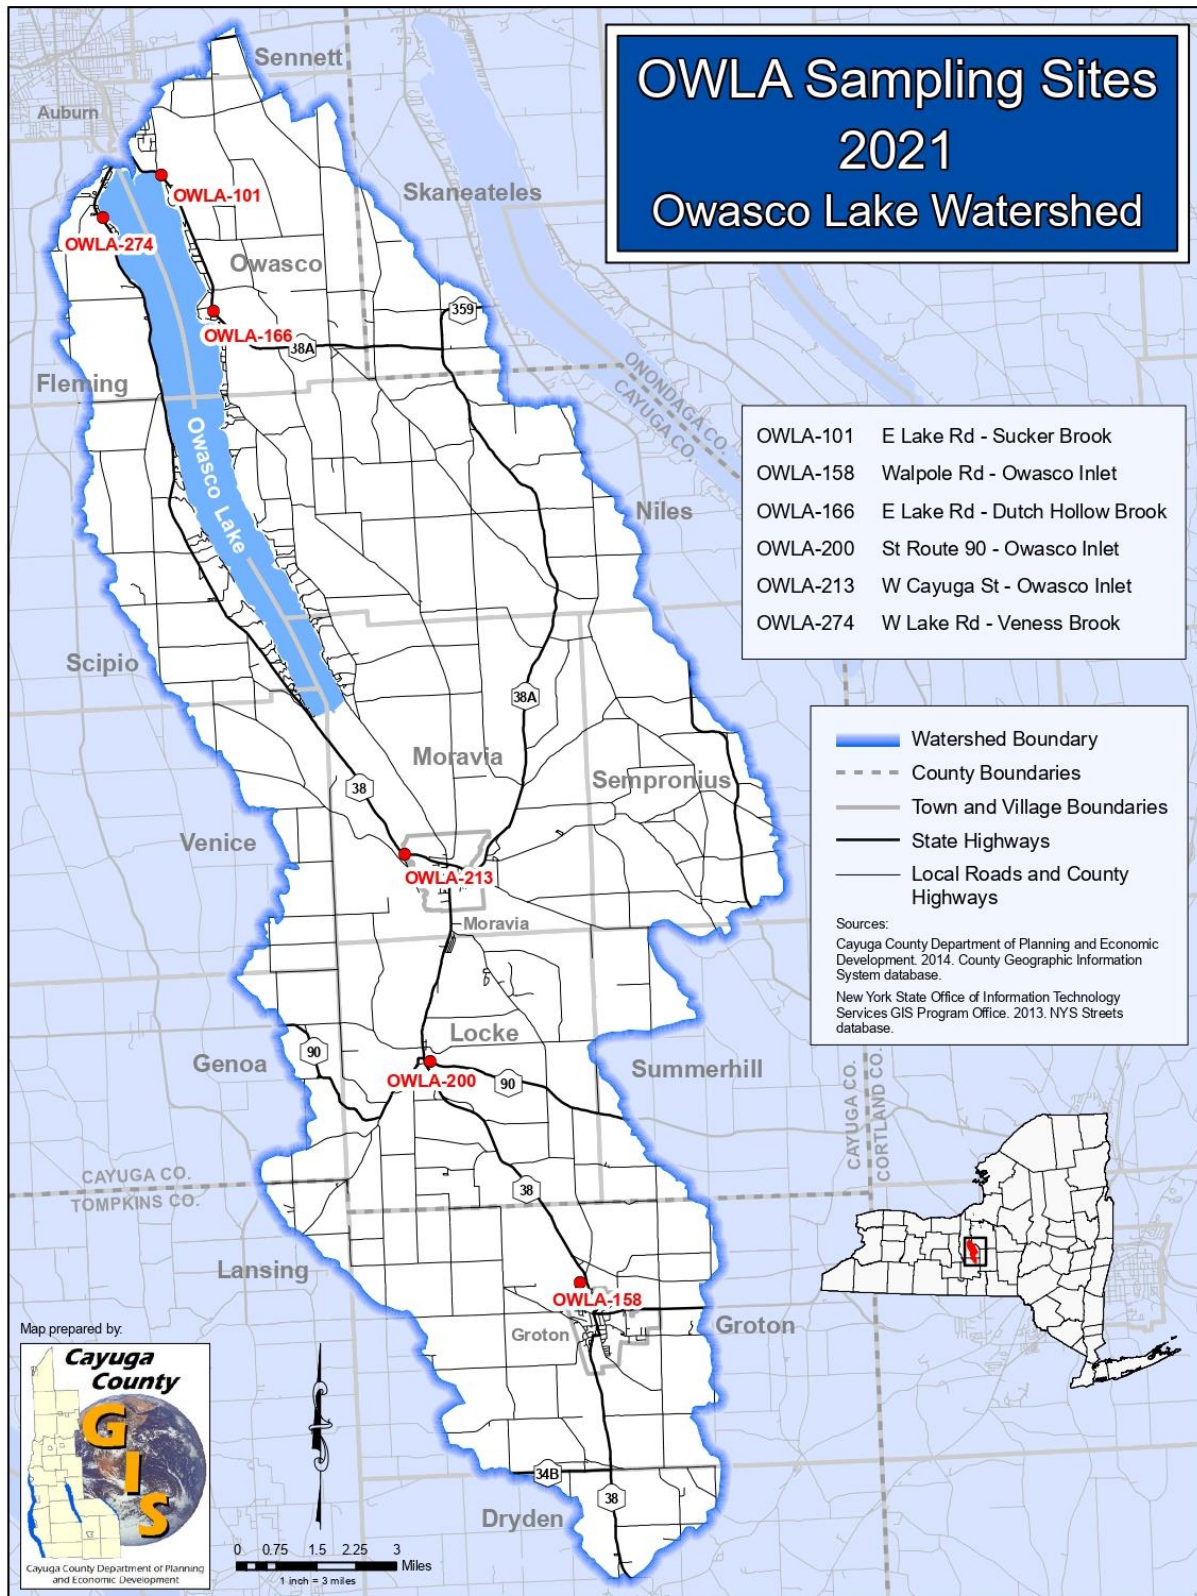 OWLA Sampling Sites
2021
Owasco Lake Watershed
Sennett
Auburn
Skaneateles
OWLA-101
OWLA-274
Owasco
359
OWLA-166
38A
ONONDAGA CO.
CAYUGA CO.
Fleming
Owasco Lake
Niles
OWLA-101 E Lake Rd - Sucker Brook
OWLA-158 Walpole Rd - Owasco Inlet
OWLA-166 E Lake Rd - Dutch Hollow Brook
OWLA-200 St Route 90 - Owasco Inlet
OWLA-213 W Cayuga St - Owasco Inlet
OWLA-274 W Lake Rd - Veness Brook
Scipio
38A
Moravia
Sempronius
38
Venice
OWLA-213
Moravia
Watershed Boundary
County Boundaries
Town and Village Boundaries
State Highways
Local Roads and County
Highways
Sources:
Cayuga County Department of Planning and Economic
Development. 2014. County Geographic Information
System database.
New York State Office of Information Technology
Services GIS Program Office. 2013. NYS Streets
database.
Locke
90
Genoa
OWLA-200
90
Summerhill
CAYUGA CO.
CORTLAND CO.
CAYUGA CO.
TOMPKINS CO.
38
Lansing
OWLA-158
Groton
Groton
34B
38
Dryden
Map prepared by:
Cayuga
County
GIS
Cayuga County Department of Planning
and Economic Development
0 0.75 1.5 2.25 3
Miles
1 inch = 3 miles